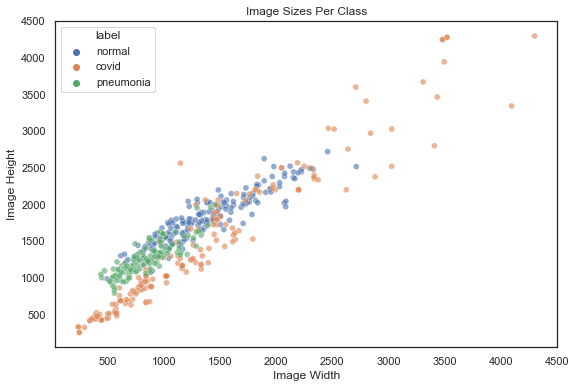 Image Sizes Per Class
label
normal
covid
pneumonia
Image Height
4500
4000
3500
3000
2500
2000
1500
1000
500
500 1000 1500 2000 2500 3000 3500 4000 4500
Image Width